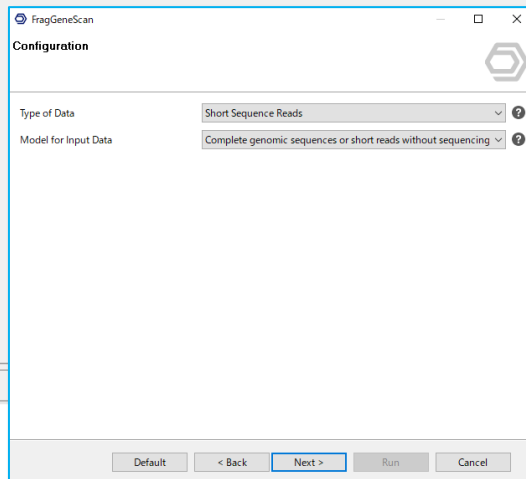 FragGeneScan
Configuration
Type of Data
Short Sequence Reads
Model for Input Data
Complete genomic sequences or short reads without sequencing
Default
< Back
Next >
Run
Cancel